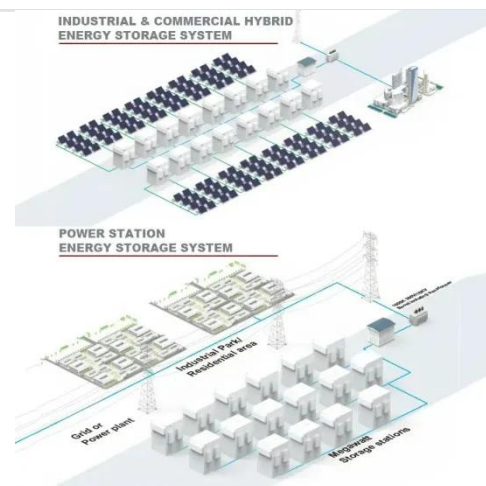 INDUSTRIAL & COMMERCIAL HYBRID
ENERGY STORAGE SYSTEM
POWER STATION
ENERGY STORAGE SYSTEM
Industrial Park/
Residential area
Grid or
Power plant
Megawatt
Storage stations